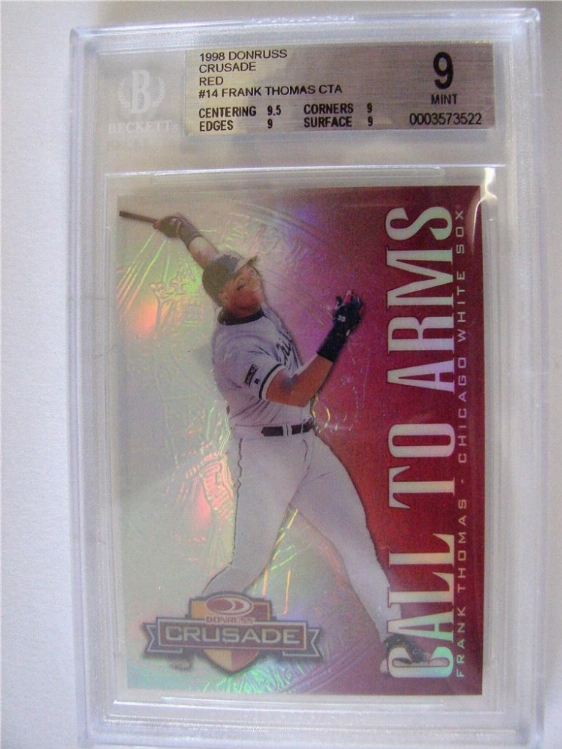 BECKETT
1998 DONRUSS
CRUSADE
RED
#14 FRANK THOMAS CTA
CENTERING 9.5 CORNERS 9
EDGES 9 SURFACE 9
9
MINT
0003573522
CALL TO ARMS
FRANK THOMAS - CHICAGO WHITE SOX
DONRUSS
CRUSADE